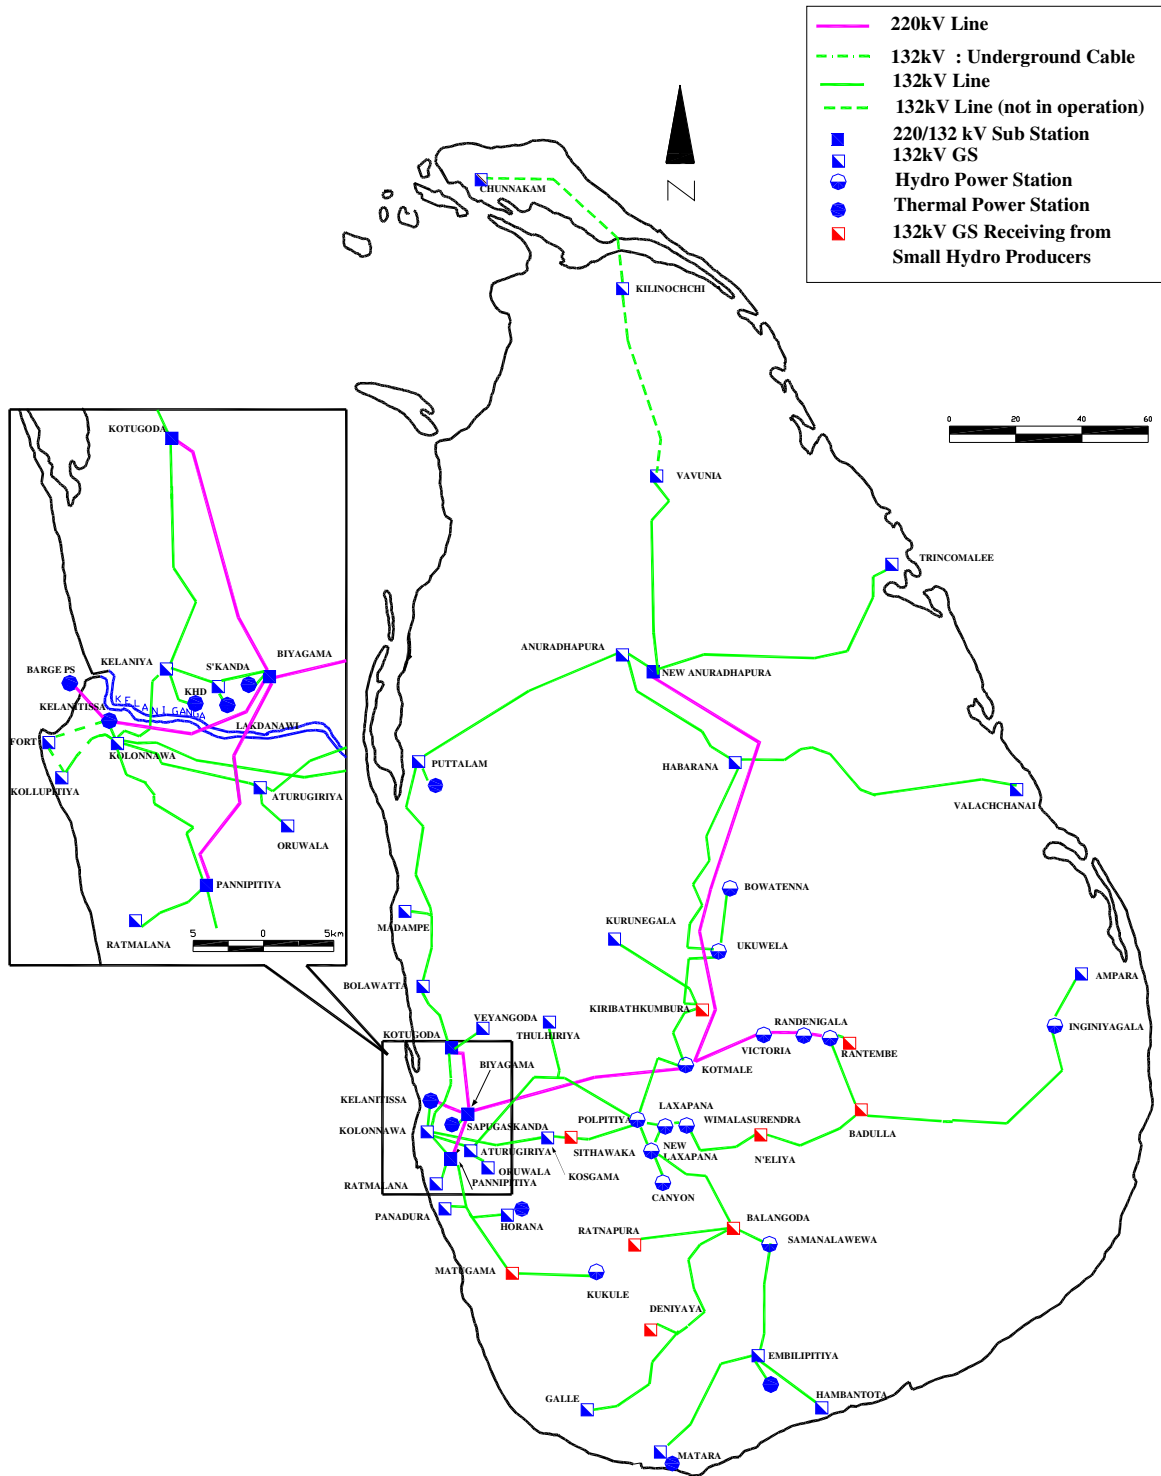 220kV Line
132kV : Underground Cable
132kV Line
132kV Line (not in operation)
220/132 kV Sub Station
132kV GS
Hydro Power Station
Thermal Power Station
132kV GS Receiving from
Small Hydro Producers
N
CHUNNAKAM
KILINOCHCHI
0 20 40 60
KOTUGODA
VAVUNIA
TRINCOMALEE
ANURADHAPURA
NEW ANURADHAPURA
KELANIYA
S'KANDA
BIYAGAMA
BARGE PS
KHD
KELANITISSA
KELANI GANGA
LAKDANAWI
FORT
KOLONNAWA
KOLLUPITIYA
ATURUGIRIYA
ORUWALA
PANNIPITIYA
RATMALANA
5 0 5km
PUTTALAM
HABARANA
VALACHCHANAI
BOWATENNA
KURUNEGALA
MADAMPE
UKUWELA
AMPARA
BOLAWATTA
KIRIBATHKUMBURA
VEYANGODA
THULHIRIYA
RANDENIGALA
INGINIYAGALA
KOTUGODA
VICTORIA
RANTEMBE
BIYAGAMA
KOTMALE
KELANITISSA
SAPUGASKANDA
POLPITIYA
LAXAPANA
WIMALASURENDRA
BADULLA
KOLONNAWA
ATURUGIRIYA
SITHAWAKA
NEW
LAXAPANA
N'ELIYA
ORUWALA
KOSGAMA
PANNIPITIYA
RATMALANA
CANYON
PANADURA
HORANA
RATNAPURA
BALANGODA
SAMANALAWEWA
MATUGAMA
KUKULE
DENIYAYA
EMBILIPITIYA
GALLE
HAMBANTOTA
MATARA